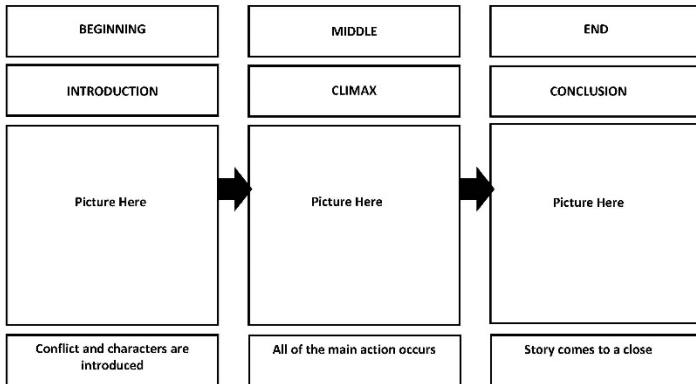 BEGINNING
MIDDLE
END
INTRODUCTION
CLIMAX
CONCLUSION
Picture Here
Picture Here
Picture Here
Conflict and characters are
introduced
All of the main action occurs
Story comes to a close